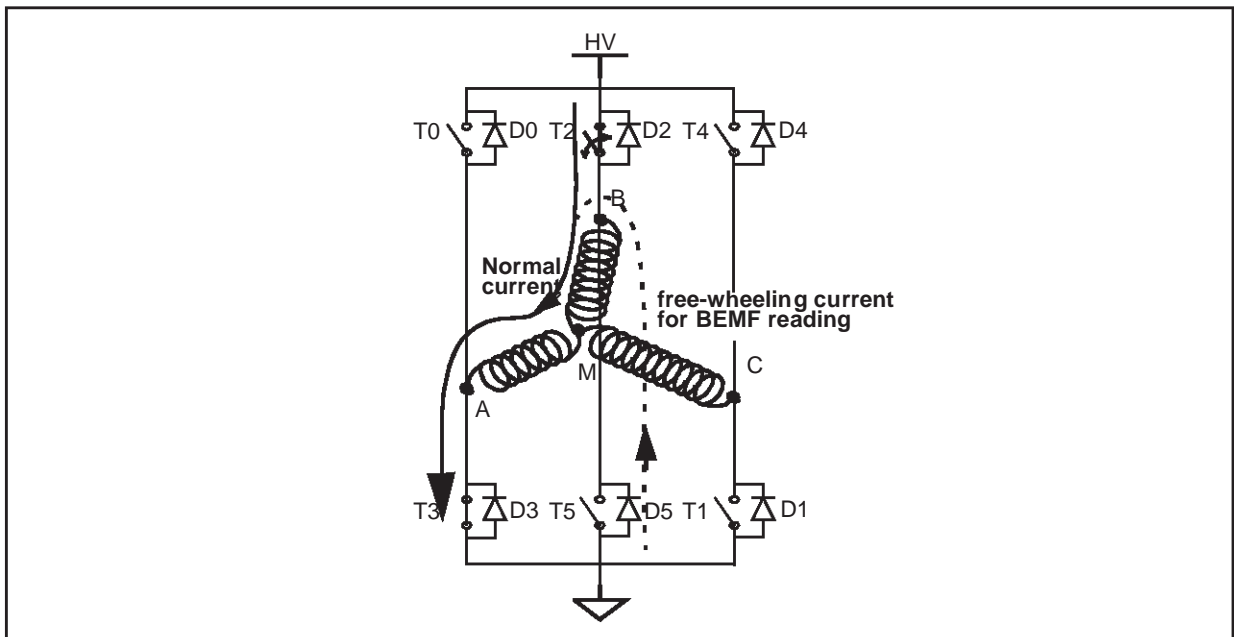 HV
T0
D0
T2
D2
T4
D4
B
Normal
current
free-wheeling current
for BEMF reading
M
C
A
T3
D3
T5
D5
T1
D1